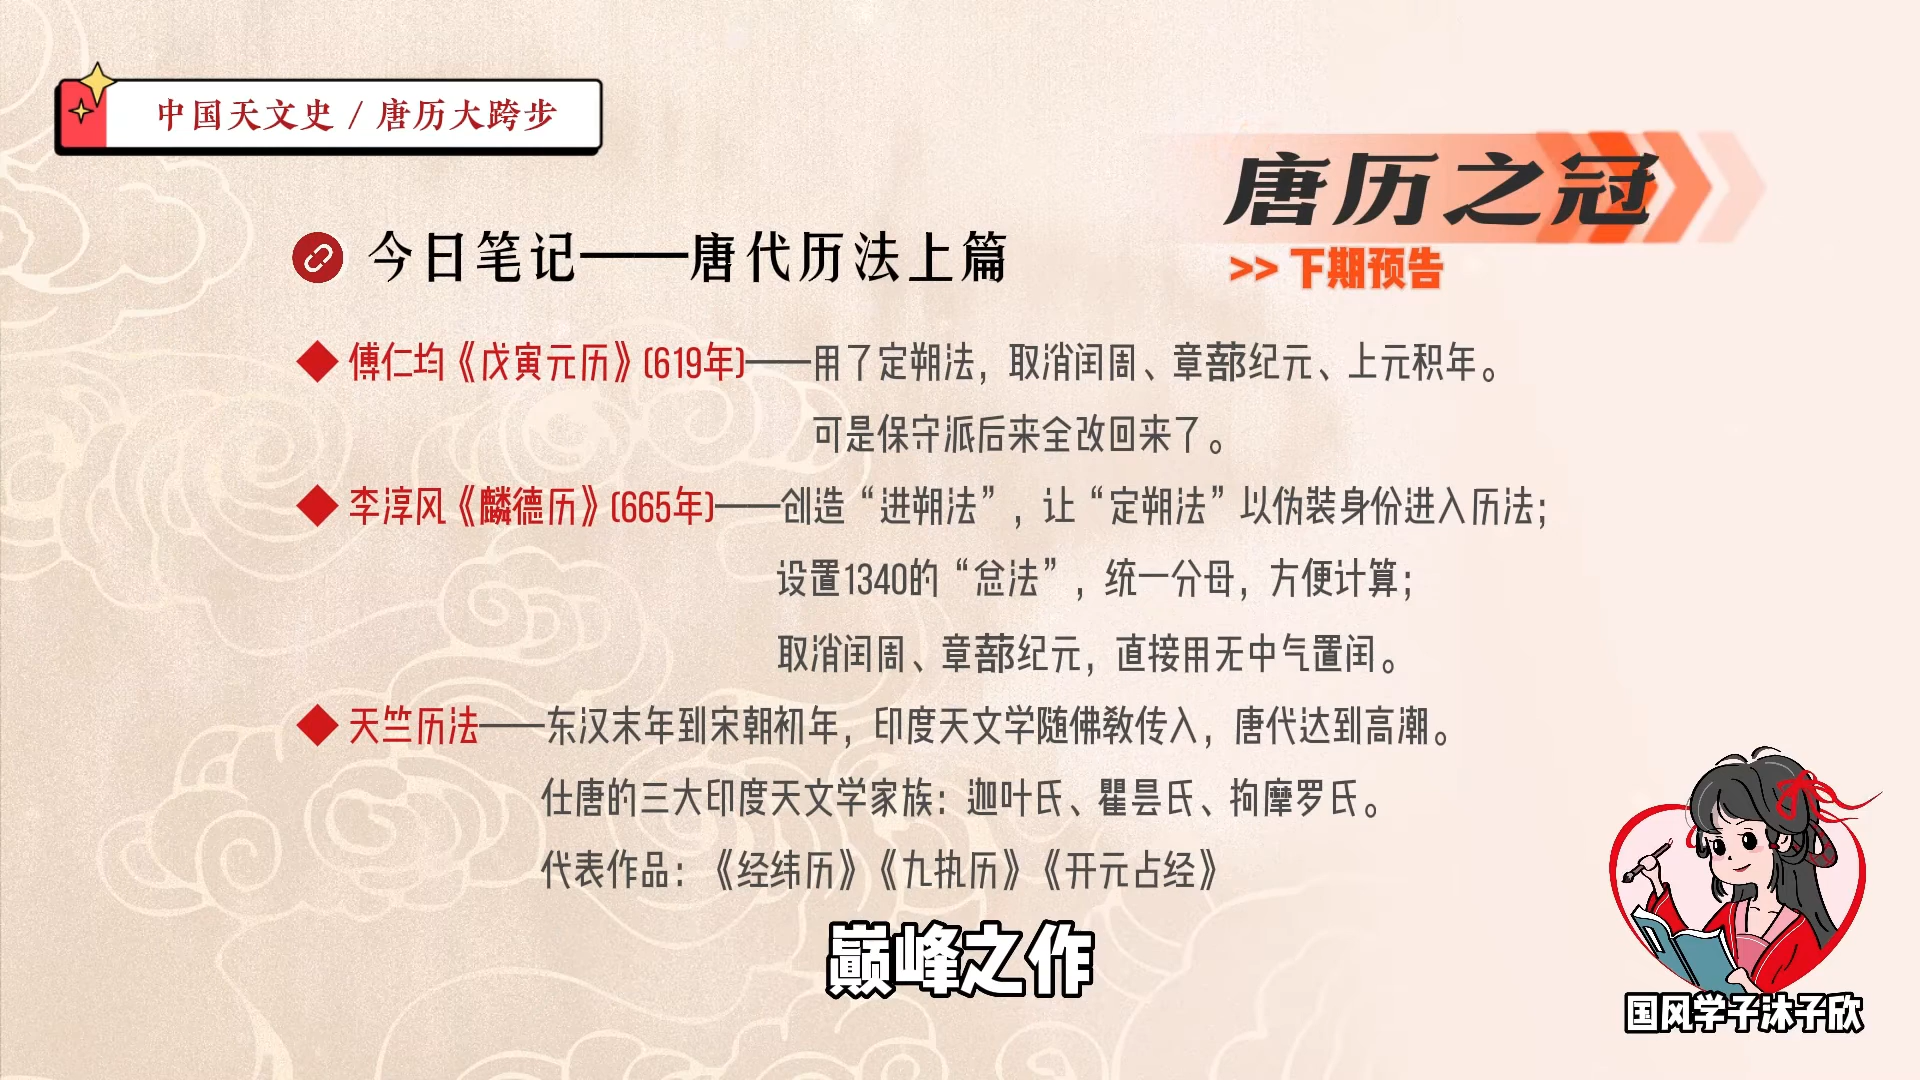 中国天文史 / 唐历大跨步
唐历之冠
>> 下期预告
今日笔记——唐代历法上篇
傅仁均《戊寅元历》(619年)——用了定朔法，取消闰周、章蔀纪元、上元积年。
可是保守派后来全改回来了。
李淳风《麟德历》(665年)——创造“进朔法”，让“定朔法”以伪装身份进入历法；
设置1340的“总法”，统一分母，方便计算；
取消闰周、章蔀纪元，直接用无中气置闰。
天竺历法——东汉末年到宋朝初年，印度天文学随佛教传入，唐代达到高潮。
仕唐的三大印度天文学家族：迦叶氏、瞿昙氏、拘摩罗氏。
代表作品：《经纬历》《九执历》《开元占经》
巅峰之作
国风学子沐子欣